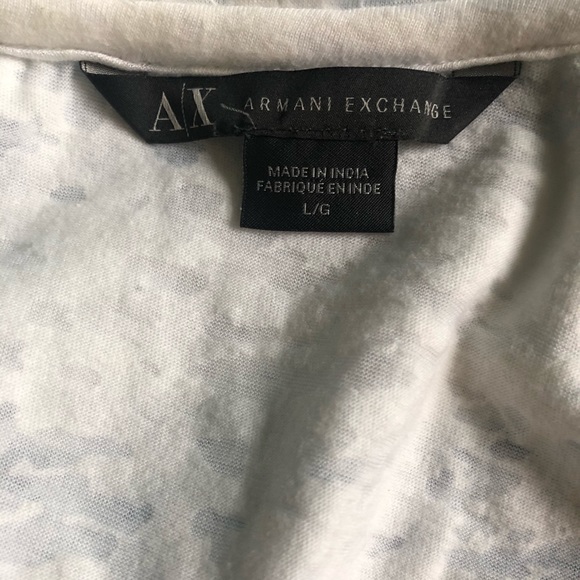 A|X ARMANI EXCHANGE
MADE IN INDIA
FABRIQUÉ EN INDE
L/G